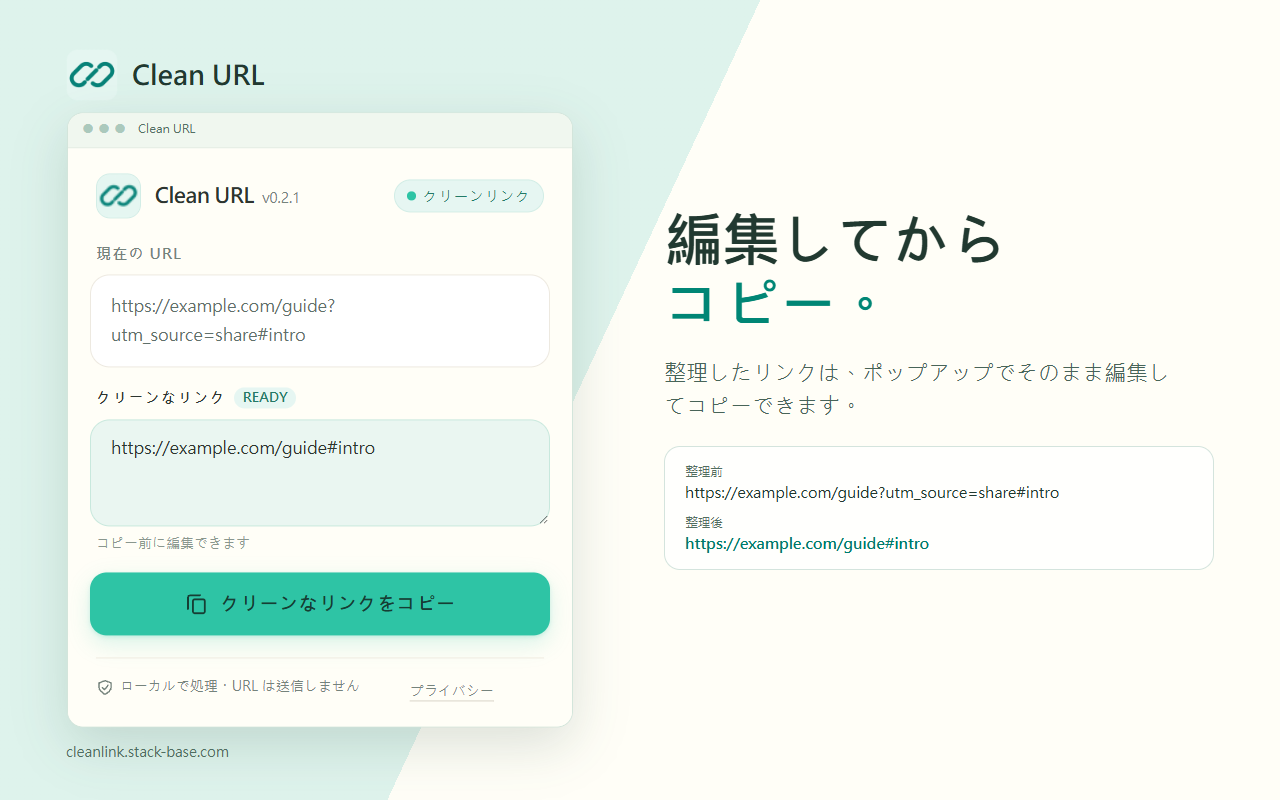 Clean URL
Clean URL
Clean URL v0.2.1
クリーンリンク
現在の URL
https://example.com/guide?
utm_source=share#intro
クリーンなリンク READY
https://example.com/guide#intro
コピー前に編集できます
クリーンなリンクをコピー
ローカルで処理・URL は送信しません
プライバシー
cleanlink.stack-base.com
編集してから
コピー。
整理したリンクは、ポップアップでそのまま編集し
てコピーできます。
整理前
https://example.com/guide?utm_source=share#intro
整理後
https://example.com/guide#intro